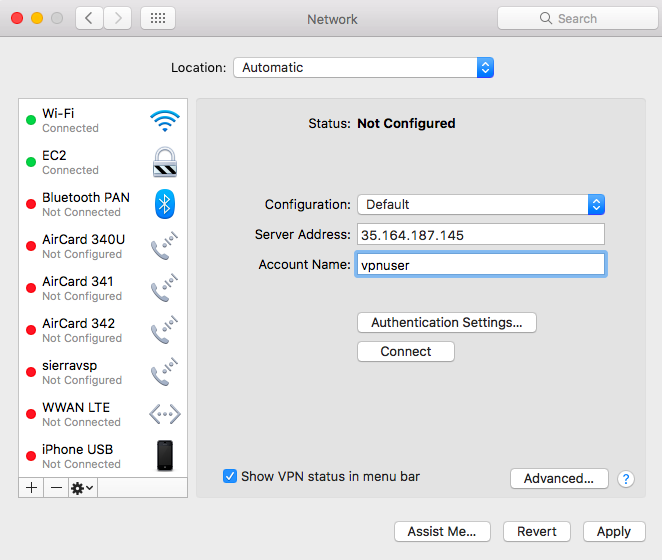 Network
Search
Location: Automatic
Wi-Fi
Connected
EC2
Connected
Bluetooth PAN
Not Connected
AirCard 340U
Not Configured
AirCard 341
Not Configured
AirCard 342
Not Configured
sierravsp
Not Configured
WWAN LTE
Not Connected
iPhone USB
Not Connected
Status: Not Configured
Configuration: Default
Server Address: 35.164.187.145
Account Name: vpnuser
Authentication Settings...
Connect
Show VPN status in menu bar
Advanced... ?
Assist Me... Revert Apply